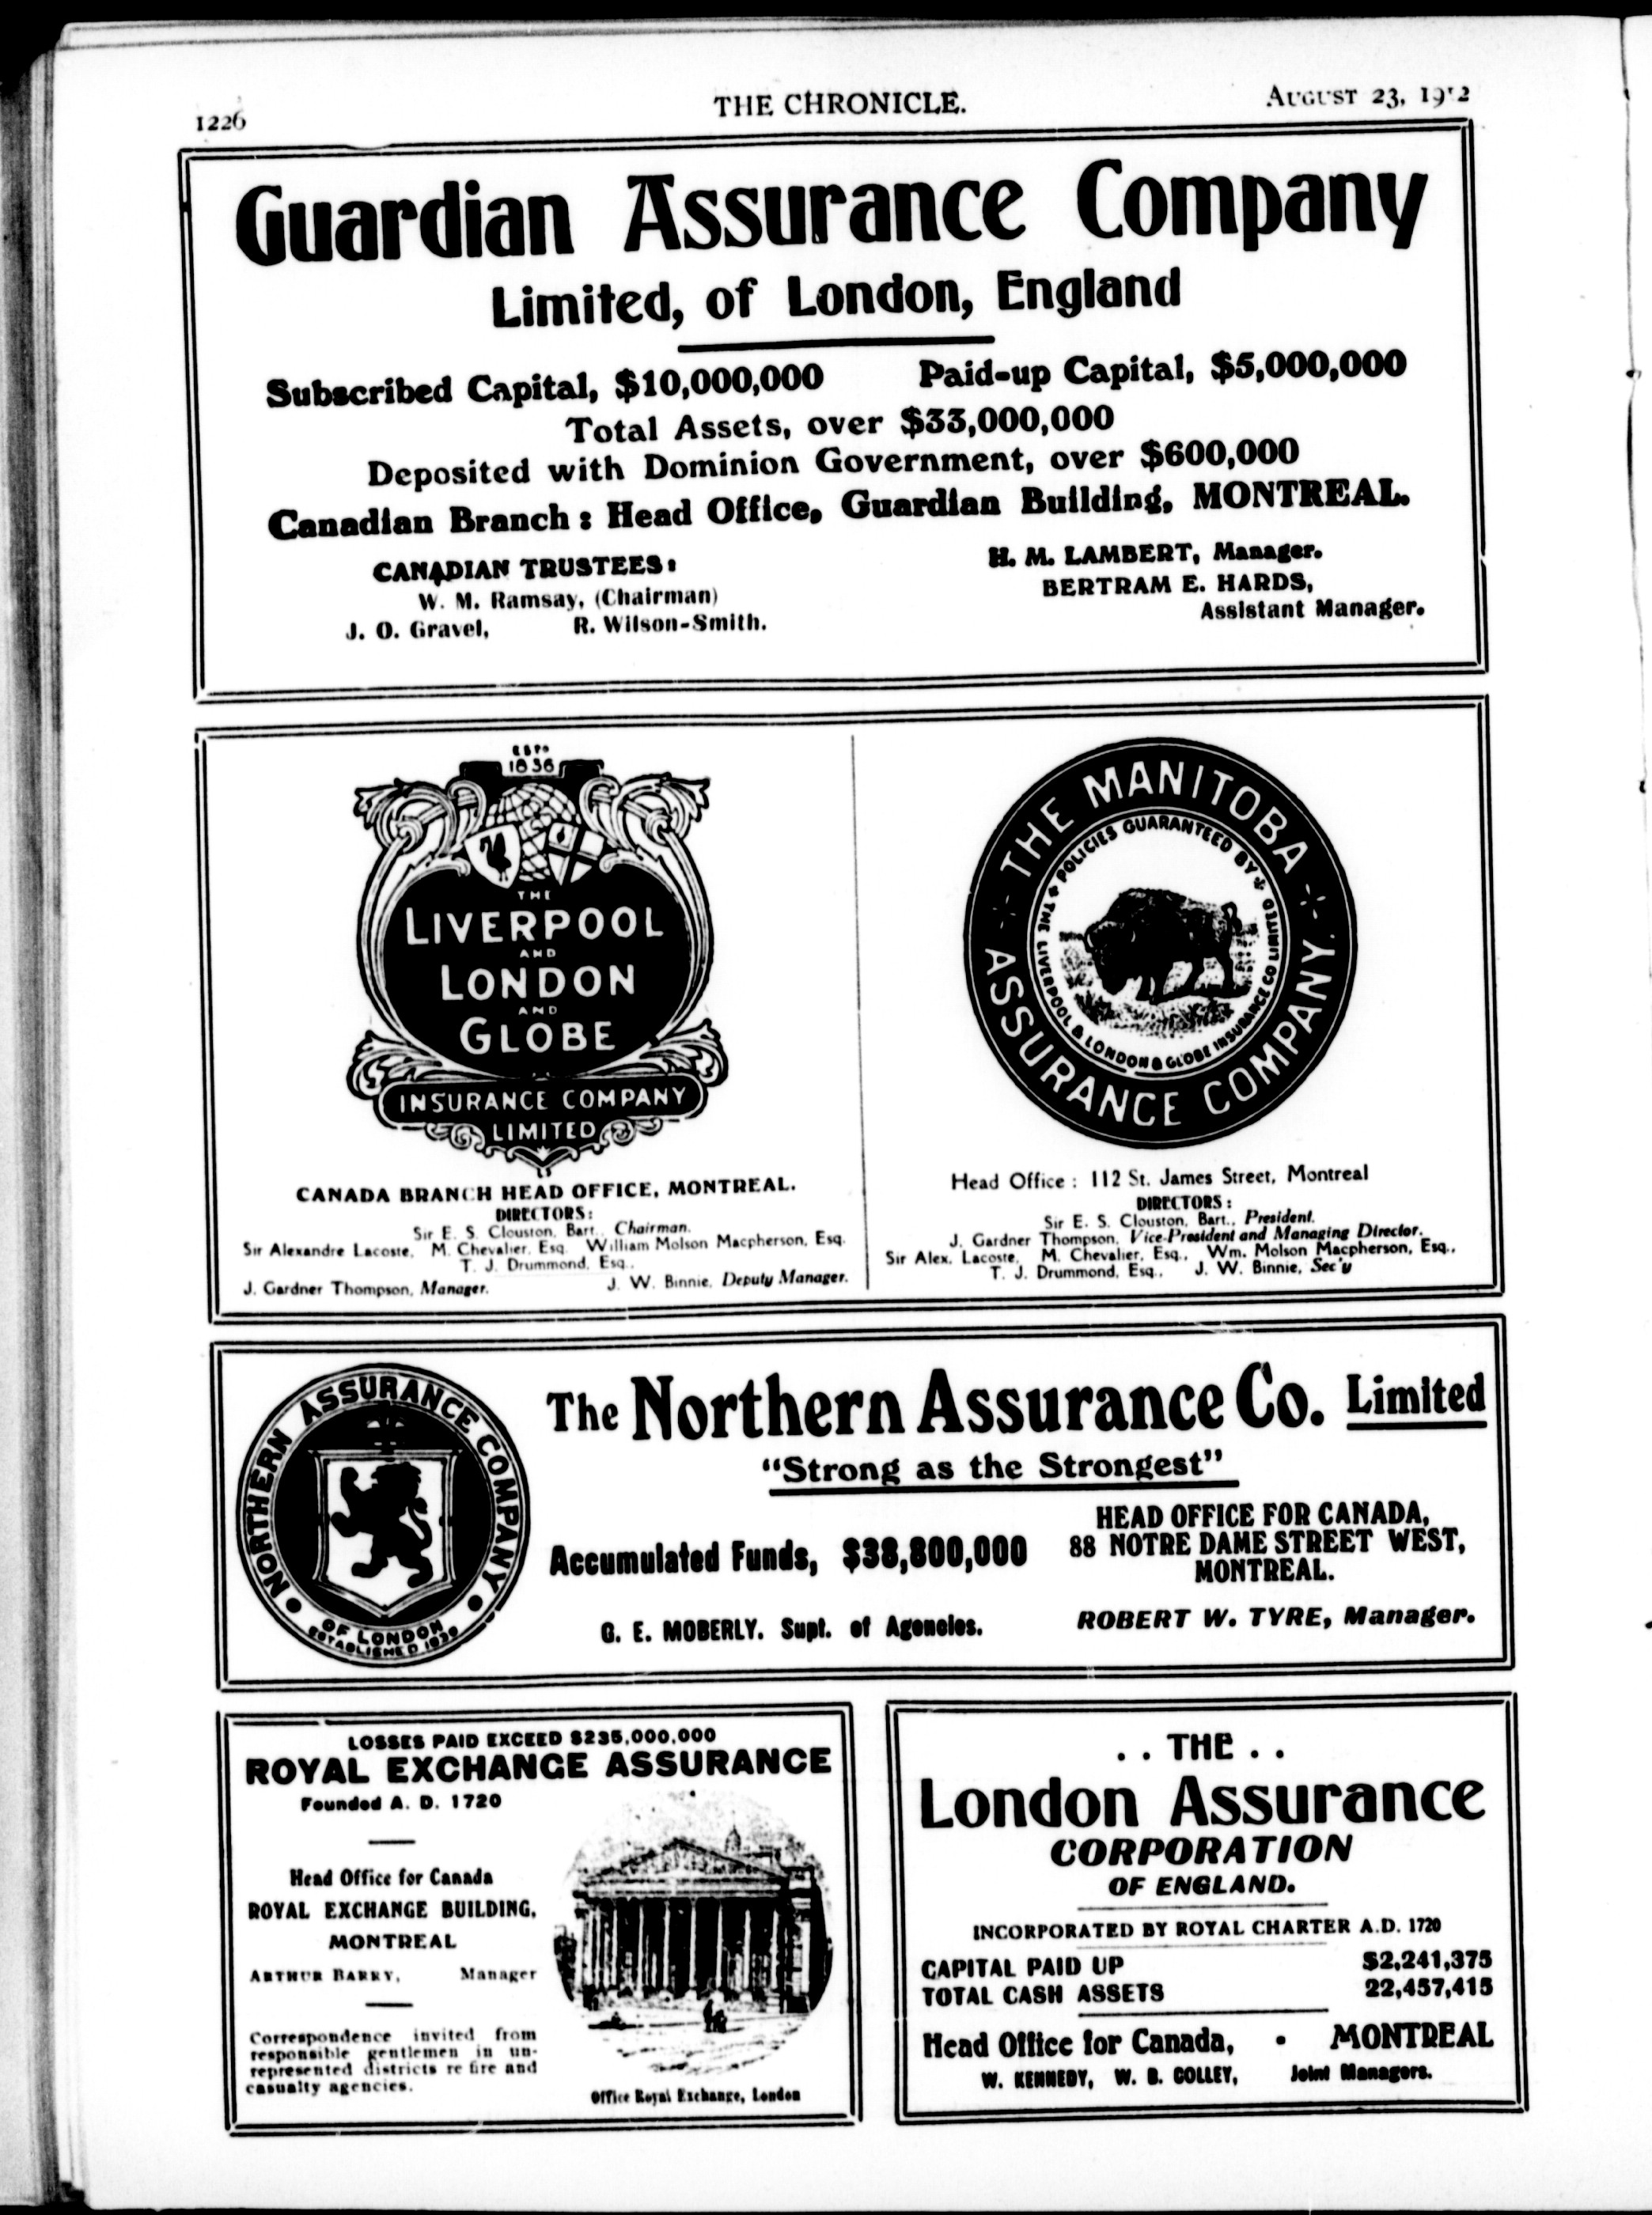 1226
THE CHRONICLE.
AUGUST 23, 1912
Guardian Assurance Company
Limited, of London, England
Subscribed Capital, $10,000,000 Paid-up Capital, $5,000,000
Total Assets, over $33,000,000
Deposited with Dominion Government, over $600,000
Canadian Branch: Head Office, Guardian Building, MONTREAL.
CANADIAN TRUSTEES:
W. M. Ramsay, (Chairman)
J. O. Gravel, R. Wilson-Smith.
H. M. LAMBERT, Manager.
BERTRAM E. HARDS,
Assistant Manager.
ESTD
1836
THE
LIVERPOOL
AND
LONDON
AND
GLOBE
INSURANCE COMPANY
LIMITED
CANADA BRANCH HEAD OFFICE, MONTREAL.
DIRECTORS:
Sir E. S. Clouston, Bart., Chairman.
Sir Alexandre Lacoste, M. Chevalier, Esq. William Molson Macpherson, Esq.
T. J. Drummond, Esq.,
J. Gardner Thompson, Manager. J. W. Binnie, Deputy Manager.
THE MANITOBA
ASSURANCE COMPANY.
POLICIES GUARANTEED BY
THE LIVERPOOL & LONDON & GLOBE INSURANCE CO LIMITED
Head Office: 112 St. James Street, Montreal
DIRECTORS:
Sir E. S. Clouston, Bart., President.
J. Gardner Thompson, Vice-President and Managing Director.
Sir Alex. Lacoste, M. Chevalier, Esq., Wm. Molson Macpherson, Esq.,
T. J. Drummond, Esq., J. W. Binnie, Sec'y
NORTHERN ASSURANCE COMPANY
OF LONDON
ESTABLISHED 1836
The Northern Assurance Co. Limited
"Strong as the Strongest"
Accumulated Funds, $38,800,000
HEAD OFFICE FOR CANADA,
88 NOTRE DAME STREET WEST,
MONTREAL.
G. E. MOBERLY. Supt. of Agencies.
ROBERT W. TYRE, Manager.
LOSSES PAID EXCEED $235,000,000
ROYAL EXCHANGE ASSURANCE
Founded A. D. 1720
Head Office for Canada
ROYAL EXCHANGE BUILDING,
MONTREAL
ARTHUR BARRY, Manager
Correspondence invited from
responsible gentlemen in un-
represented districts re fire and
casualty agencies.
Office Royal Exchange, London
. . THE . .
London Assurance
CORPORATION
OF ENGLAND.
INCORPORATED BY ROYAL CHARTER A.D. 1720
CAPITAL PAID UP $2,241,375
TOTAL CASH ASSETS 22,457,415
Head Office for Canada, • MONTREAL
W. KENNEDY, W. B. COLLEY, Joint Managers.